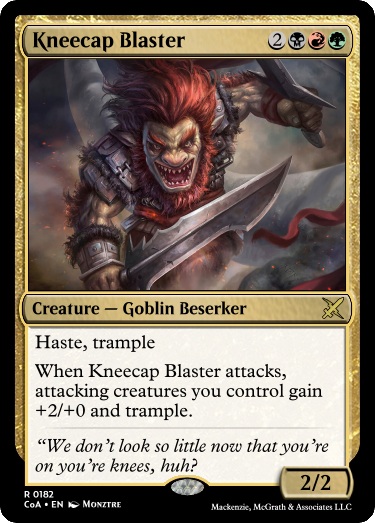 Kneecap Blaster 2
Creature — Goblin Beserker
Haste, trample
When Kneecap Blaster attacks,
attacking creatures you control gain
+2/+0 and trample.
“We don't look so little now that you're
on you're knees, huh?
2/2
R 0182
CoA • EN Monztre
Mackenzie, McGrath & Associates LLC